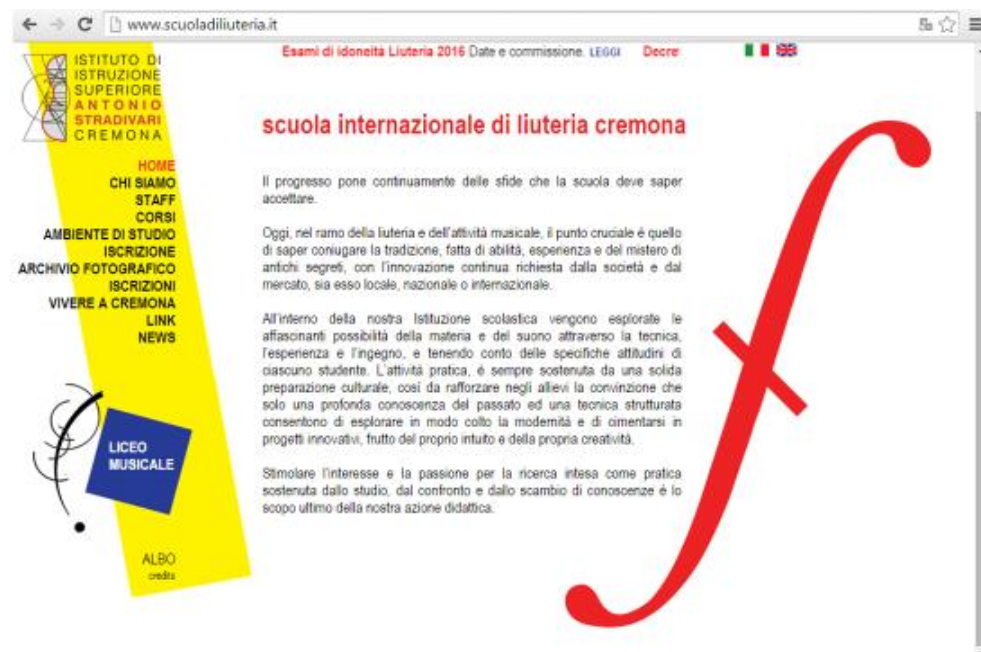 www.scuoladiliuteria.it
Esami di idoneità Liuteria 2016 Date e commissione. LEGGI Decre
ISTITUTO DI
ISTRUZIONE
SUPERIORE
ANTONIO
STRADIVARI
CREMONA
HOME
CHI SIAMO
STAFF
CORSI
AMBIENTE DI STUDIO
ISCRIZIONE
ARCHIVIO FOTOGRAFICO
ISCRIZIONI
VIVERE A CREMONA
LINK
NEWS
LICEO
MUSICALE
ALBO
credits
scuola internazionale di liuteria cremona
Il progresso pone continuamente delle sfide che la scuola deve saper
accettare.
Oggi, nel ramo della liuteria e dell'attività musicale, il punto cruciale é quello
di saper coniugare la tradizione, fatta di abilità, esperienza e del mistero di
antichi segreti, con l'innovazione continua richiesta dalla società e dal
mercato, sia esso locale, nazionale o internazionale.
All'interno della nostra Istituzione scolastica vengono esplorate le
affascinanti possibilità della materia e del suono attraverso la tecnica,
l'esperienza e l'ingegno, e tenendo conto delle specifiche attitudini di
ciascuno studente. L'attività pratica, é sempre sostenuta da una solida
preparazione culturale, così da rafforzare negli allievi la convinzione che
solo una profonda conoscenza del passato ed una tecnica strutturata
consentono di esplorare in modo colto la modernità e di cimentarsi in
progetti innovativi, frutto del proprio intuito e della propria creatività.
Stimolare l'interesse e la passione per la ricerca intesa come pratica
sostenuta dallo studio, dal confronto e dallo scambio di conoscenze é lo
scopo ultimo della nostra azione didattica.